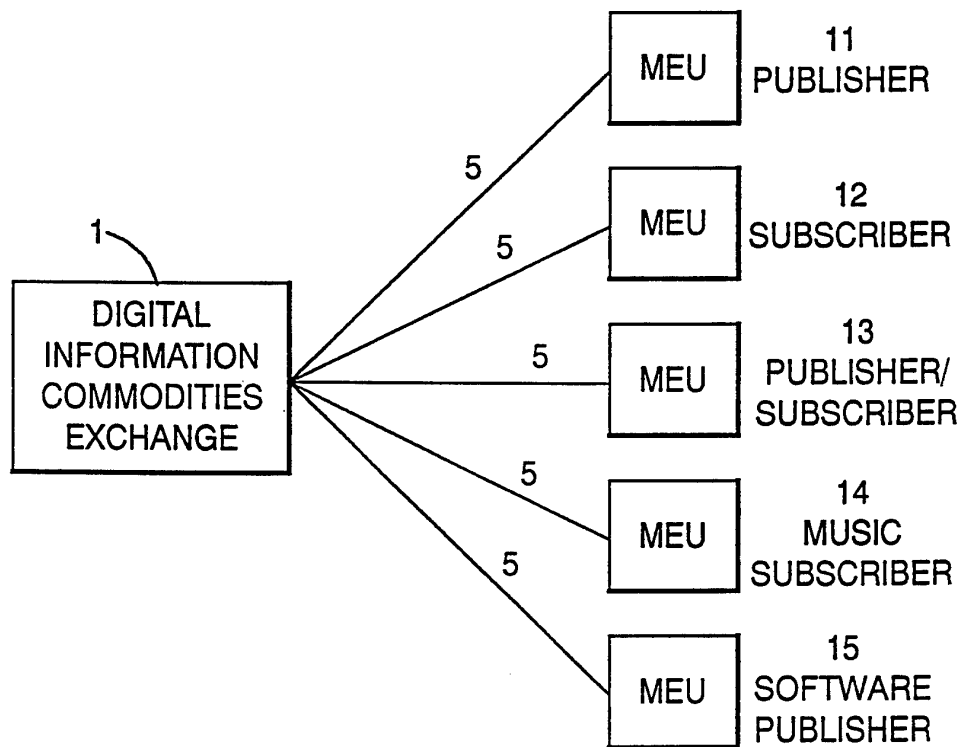 1
DIGITAL
INFORMATION
COMMODITIES
EXCHANGE
5
5
5
5
5
MEU
11
PUBLISHER
MEU
12
SUBSCRIBER
MEU
13
PUBLISHER/
SUBSCRIBER
MEU
14
MUSIC
SUBSCRIBER
MEU
15
SOFTWARE
PUBLISHER